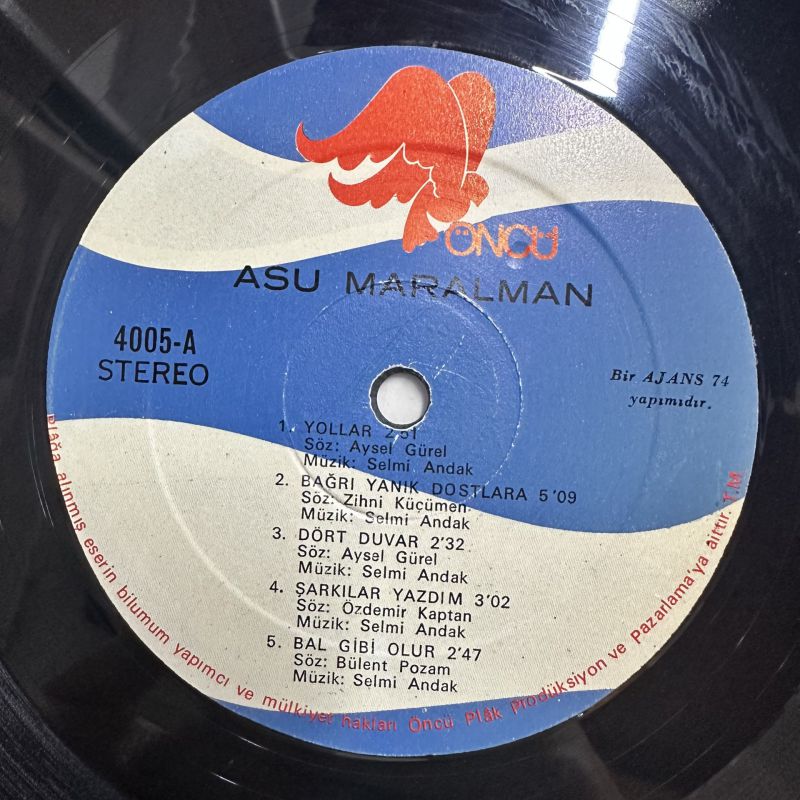 ÖNCÜ
ASU MARALMAN
4005-A
STEREO
Bir AJANS 74
yapımıdır.
1. YOLLAR 2'51
Söz: Aysel Gürel
Müzik: Selmi Andak
2. BAĞRI YANIK DOSTLARA 5'09
Söz: Zihni Küçümen
Müzik: Selmi Andak
3. DÖRT DUVAR 2'32
Söz: Aysel Gürel
Müzik: Selmi Andak
4. ŞARKILAR YAZDIM 3'02
Söz: Özdemir Kaptan
Müzik: Selmi Andak
5. BAL GİBİ OLUR 2'47
Söz: Bülent Pozam
Müzik: Selmi Andak
Plâğa alınmış eserin bilumum yapımcı ve mülkiyet hakları Öncü Plâk Prodüksiyon ve Pazarlama'ya aittir. T.M